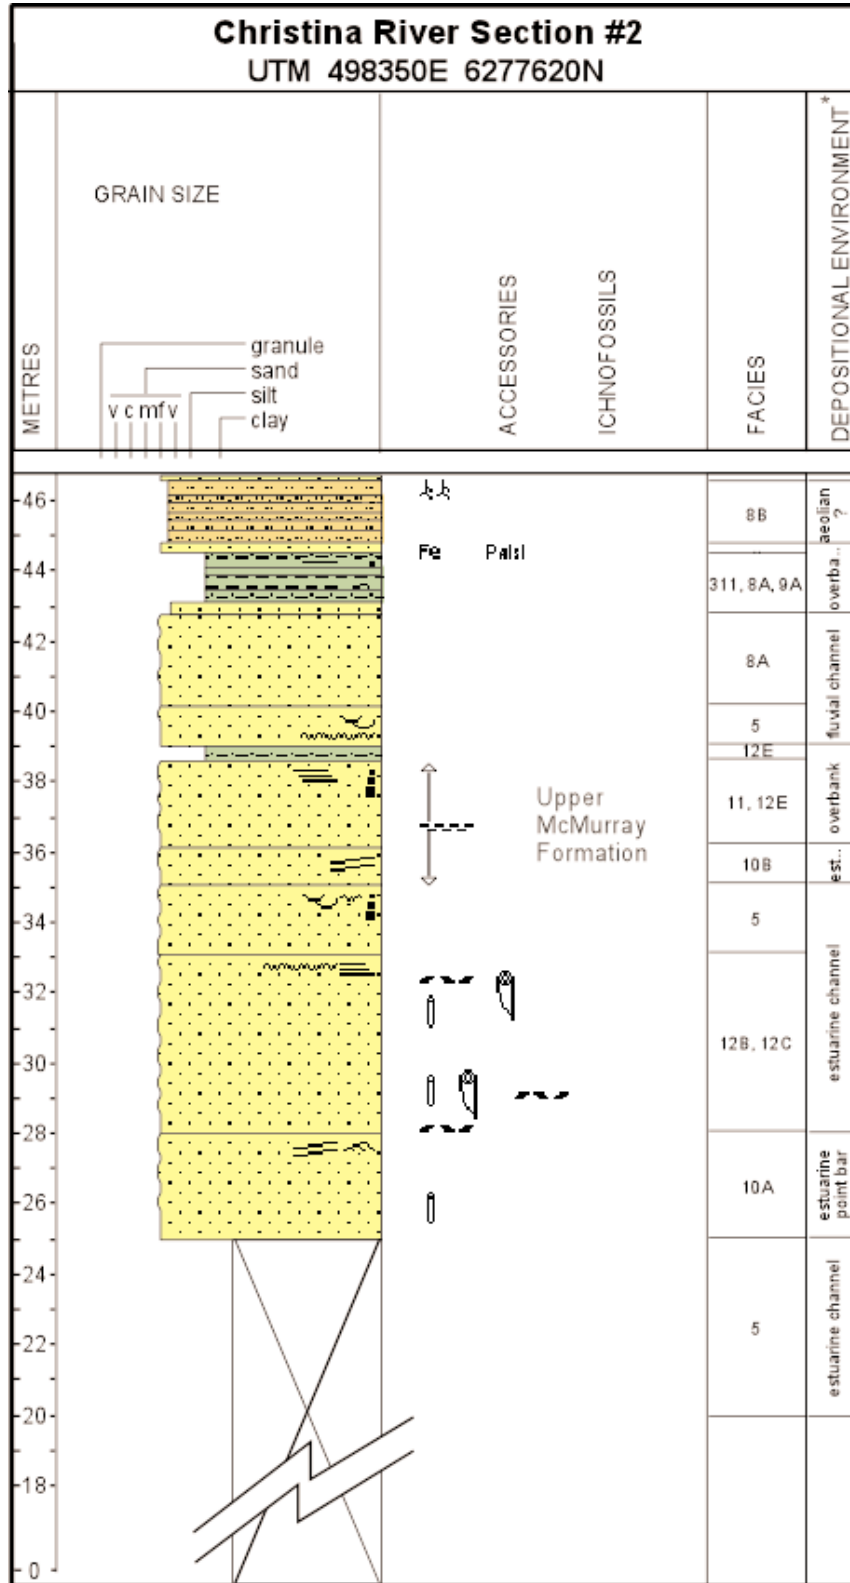 Christina River Section #2
UTM 498350E 6277620N
METRES
GRAIN SIZE
granule
sand
silt
clay
v c m f v
ACCESSORIES
ICHNOFOSSILS
FACIES
DEPOSITIONAL ENVIRONMENT*
46
8B
aeolian ?
44
Fe
311, 8A, 9A
overba..
42
8A
fluvial channel
40
5
12E
38
Upper
McMurray
Formation
11, 12E
overbank
36
10B
est..
34
5
32
12B, 12C
estuarine channel
30
28
10A
estuarine
point bar
26
24
5
estuarine channel
22
20
18
0